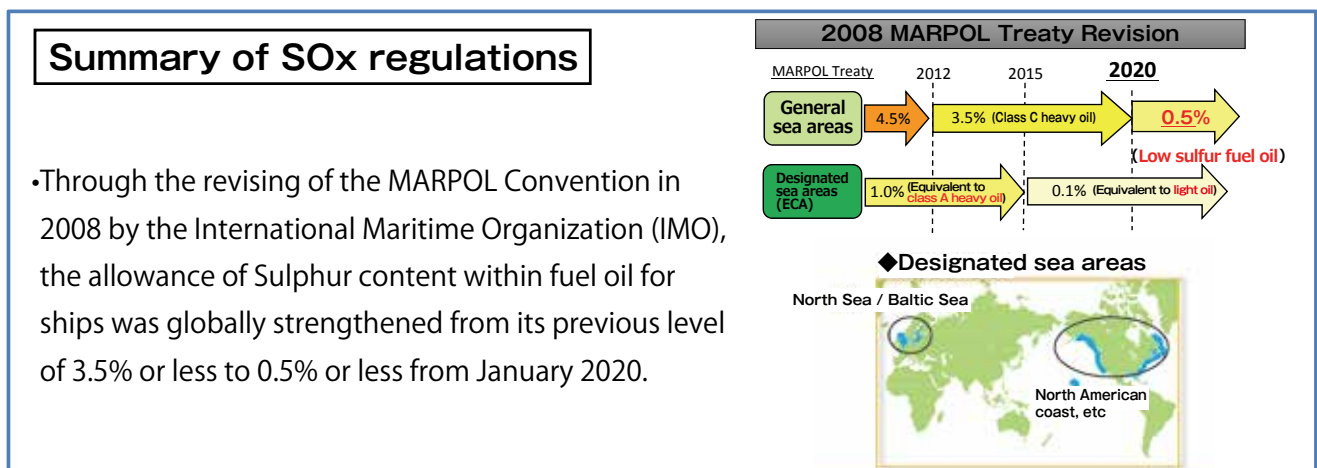 Summary of SOx regulations
•Through the revising of the MARPOL Convention in
2008 by the International Maritime Organization (IMO),
the allowance of Sulphur content within fuel oil for
ships was globally strengthened from its previous level
of 3.5% or less to 0.5% or less from January 2020.
2008 MARPOL Treaty Revision
MARPOL Treaty 2012 2015 2020
General
sea areas
4.5% 3.5% (Class C heavy oil) 0.5%
(Low sulfur fuel oil)
Designated
sea areas
(ECA)
1.0% (Equivalent to
class A heavy oil)
0.1% (Equivalent to light oil)
◆Designated sea areas
North Sea / Baltic Sea
North American
coast, etc